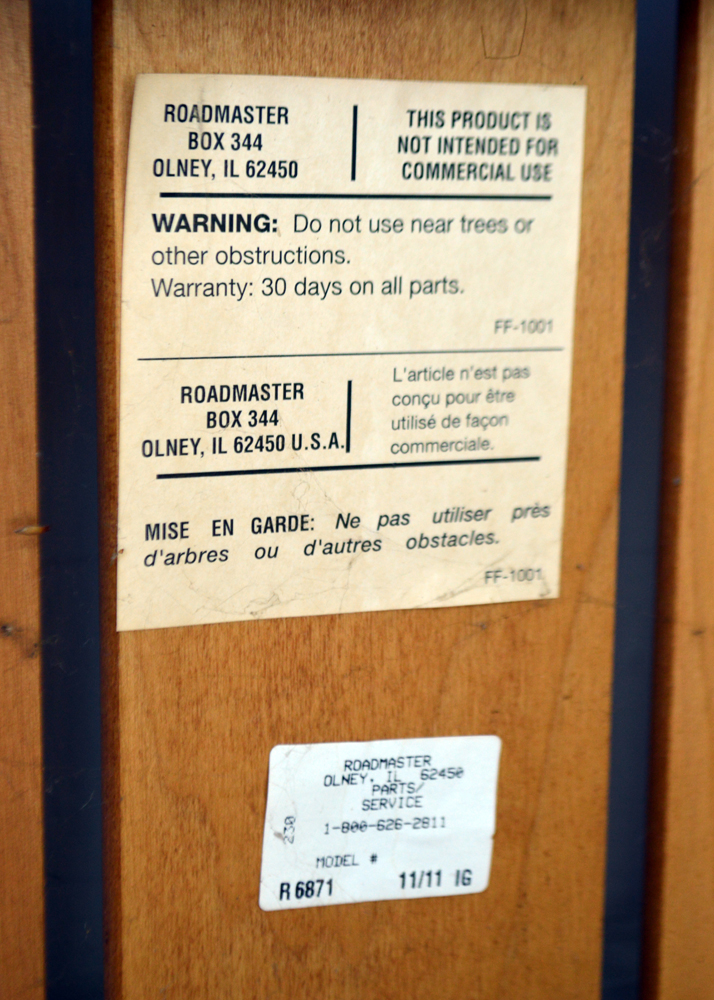 ROADMASTER
BOX 344
OLNEY, IL 62450
THIS PRODUCT IS
NOT INTENDED FOR
COMMERCIAL USE
WARNING: Do not use near trees or
other obstructions.
Warranty: 30 days on all parts.
FF-1001
ROADMASTER
BOX 344
OLNEY, IL 62450 U.S.A.
L'article n'est pas
conçu pour être
utilisé de façon
commerciale.
MISE EN GARDE: Ne pas utiliser près
d'arbres ou d'autres obstacles.
FF-1001
ROADMASTER
OLNEY, IL 62450
PARTS/
SERVICE
1-800-626-2811
230
MODEL #
R 6871 11/11 IG